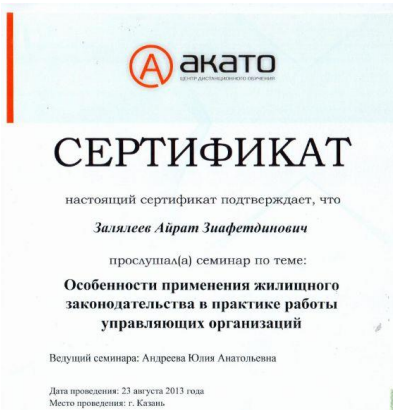 А акато
ЦЕНТР ДИСТАНЦИОННОГО ОБУЧЕНИЯ
СЕРТИФИКАТ
настоящий сертификат подтверждает, что
Залялеев Айрат Зиафетдинович
прослушал(а) семинар по теме:
Особенности применения жилищного
законодательства в практике работы
управляющих организаций
Ведущий семинара: Андреева Юлия Анатольевна
Дата проведения: 23 августа 2013 года
Место проведения: г. Казань